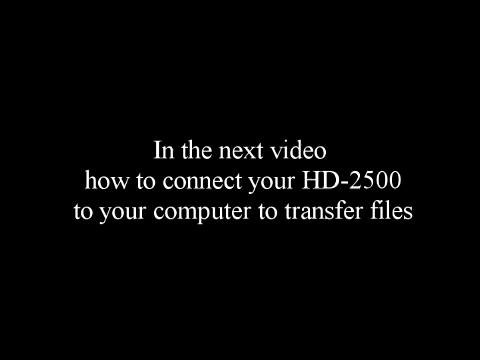 In the next video
how to connect your HD-2500
to your computer to transfer files